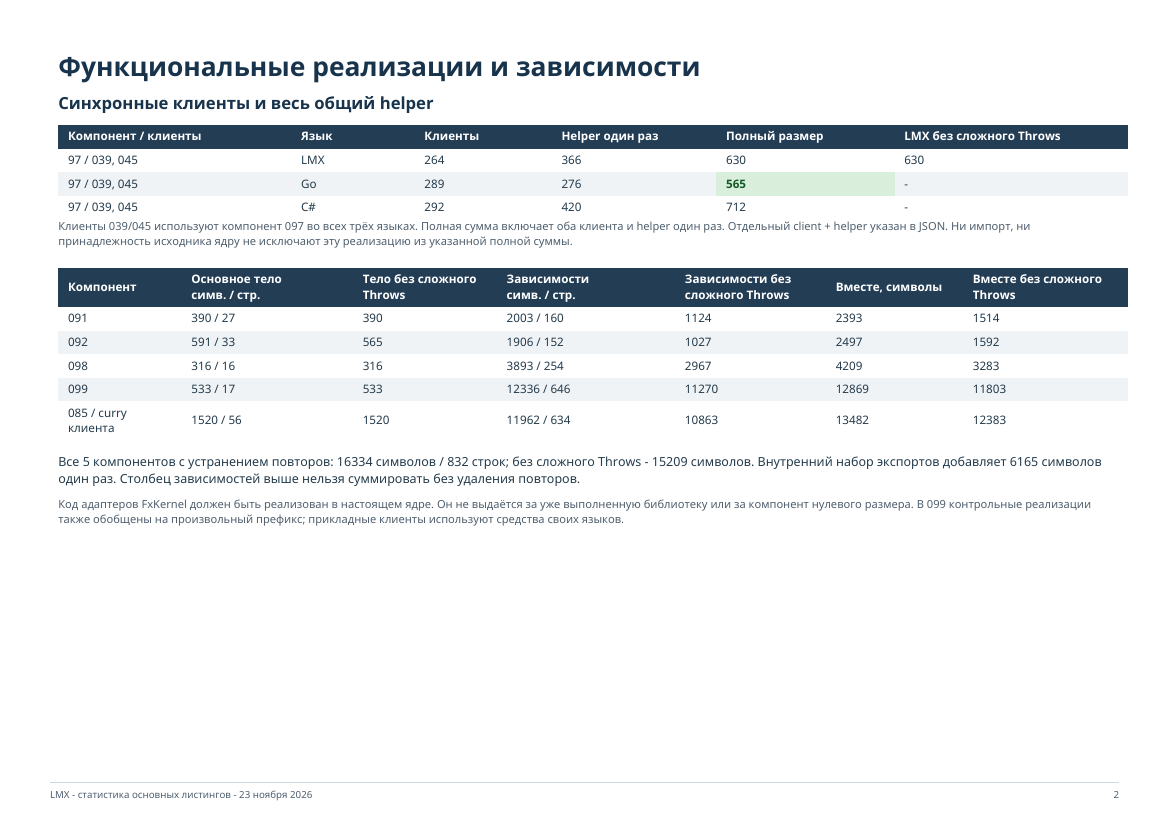 Функциональные реализации и зависимости
Синхронные клиенты и весь общий helper
Компонент / клиенты Язык Клиенты Helper один раз Полный размер LMX без сложного Throws
97 / 039, 045 LMX 264 366 630 630
97 / 039, 045 Go 289 276 565 -
97 / 039, 045 C# 292 420 712 -
Клиенты 039/045 используют компонент 097 во всех трёх языках. Полная сумма включает оба клиента и helper один раз. Отдельный client + helper указан в JSON. Ни импорт, ни
принадлежность исходника ядру не исключают эту реализацию из указанной полной суммы.
Компонент Основное тело симв. / стр. Тело без сложного Throws Зависимости симв. / стр. Зависимости без сложного Throws Вместе, символы Вместе без сложного Throws
091 390 / 27 390 2003 / 160 1124 2393 1514
092 591 / 33 565 1906 / 152 1027 2497 1592
098 316 / 16 316 3893 / 254 2967 4209 3283
099 533 / 17 533 12336 / 646 11270 12869 11803
085 / curry клиента 1520 / 56 1520 11962 / 634 10863 13482 12383
Все 5 компонентов с устранением повторов: 16334 символов / 832 строк; без сложного Throws - 15209 символов. Внутренний набор экспортов добавляет 6165 символов
один раз. Столбец зависимостей выше нельзя суммировать без удаления повторов.
Код адаптеров FxKernel должен быть реализован в настоящем ядре. Он не выдаётся за уже выполненную библиотеку или за компонент нулевого размера. В 099 контрольные реализации
также обобщены на произвольный префикс; прикладные клиенты используют средства своих языков.
LMX - статистика основных листингов - 23 ноября 2026 2